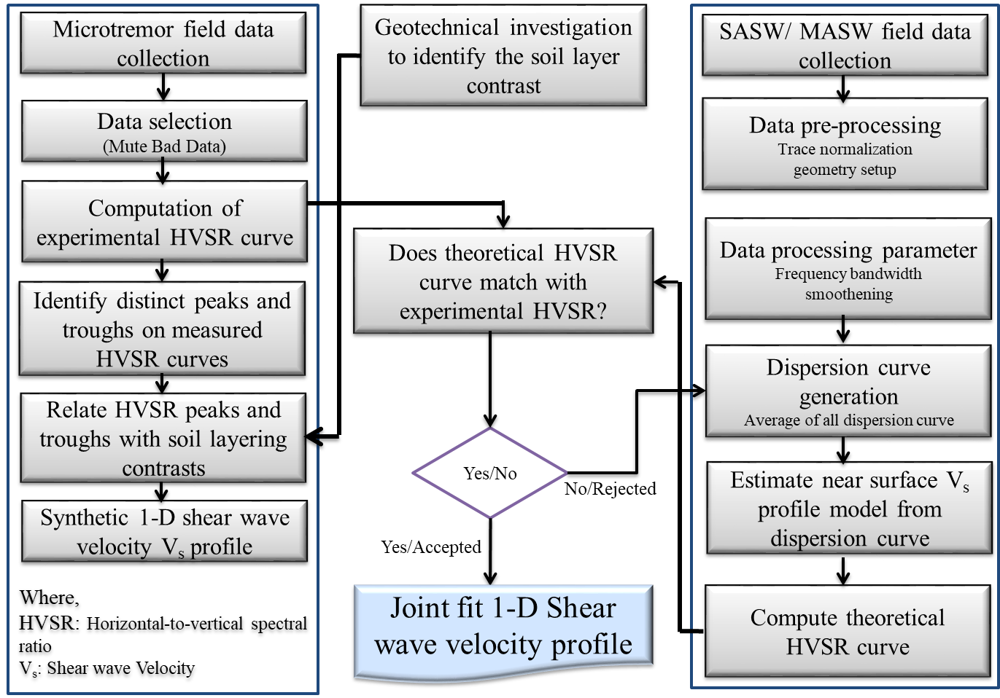 Microtremor field data
collection
Data selection
(Mute Bad Data)
Computation of
experimental HVSR curve
Identify distinct peaks and
troughs on measured
HVSR curves
Relate HVSR peaks and
troughs with soil layering
contrasts
Synthetic 1-D shear wave
velocity Vs profile
Where,
HVSR: Horizontal-to-vertical spectral
ratio
Vs: Shear wave Velocity
Geotechnical investigation
to identify the soil layer
contrast
Does theoretical HVSR
curve match with
experimental HVSR?
Yes/No
No/Rejected
Yes/Accepted
Joint fit 1-D Shear
wave velocity profile
SASW/ MASW field data
collection
Data pre-processing
Trace normalization
geometry setup
Data processing parameter
Frequency bandwidth
smoothening
Dispersion curve
generation
Average of all dispersion curve
Estimate near surface Vs
profile model from
dispersion curve
Compute theoretical
HVSR curve